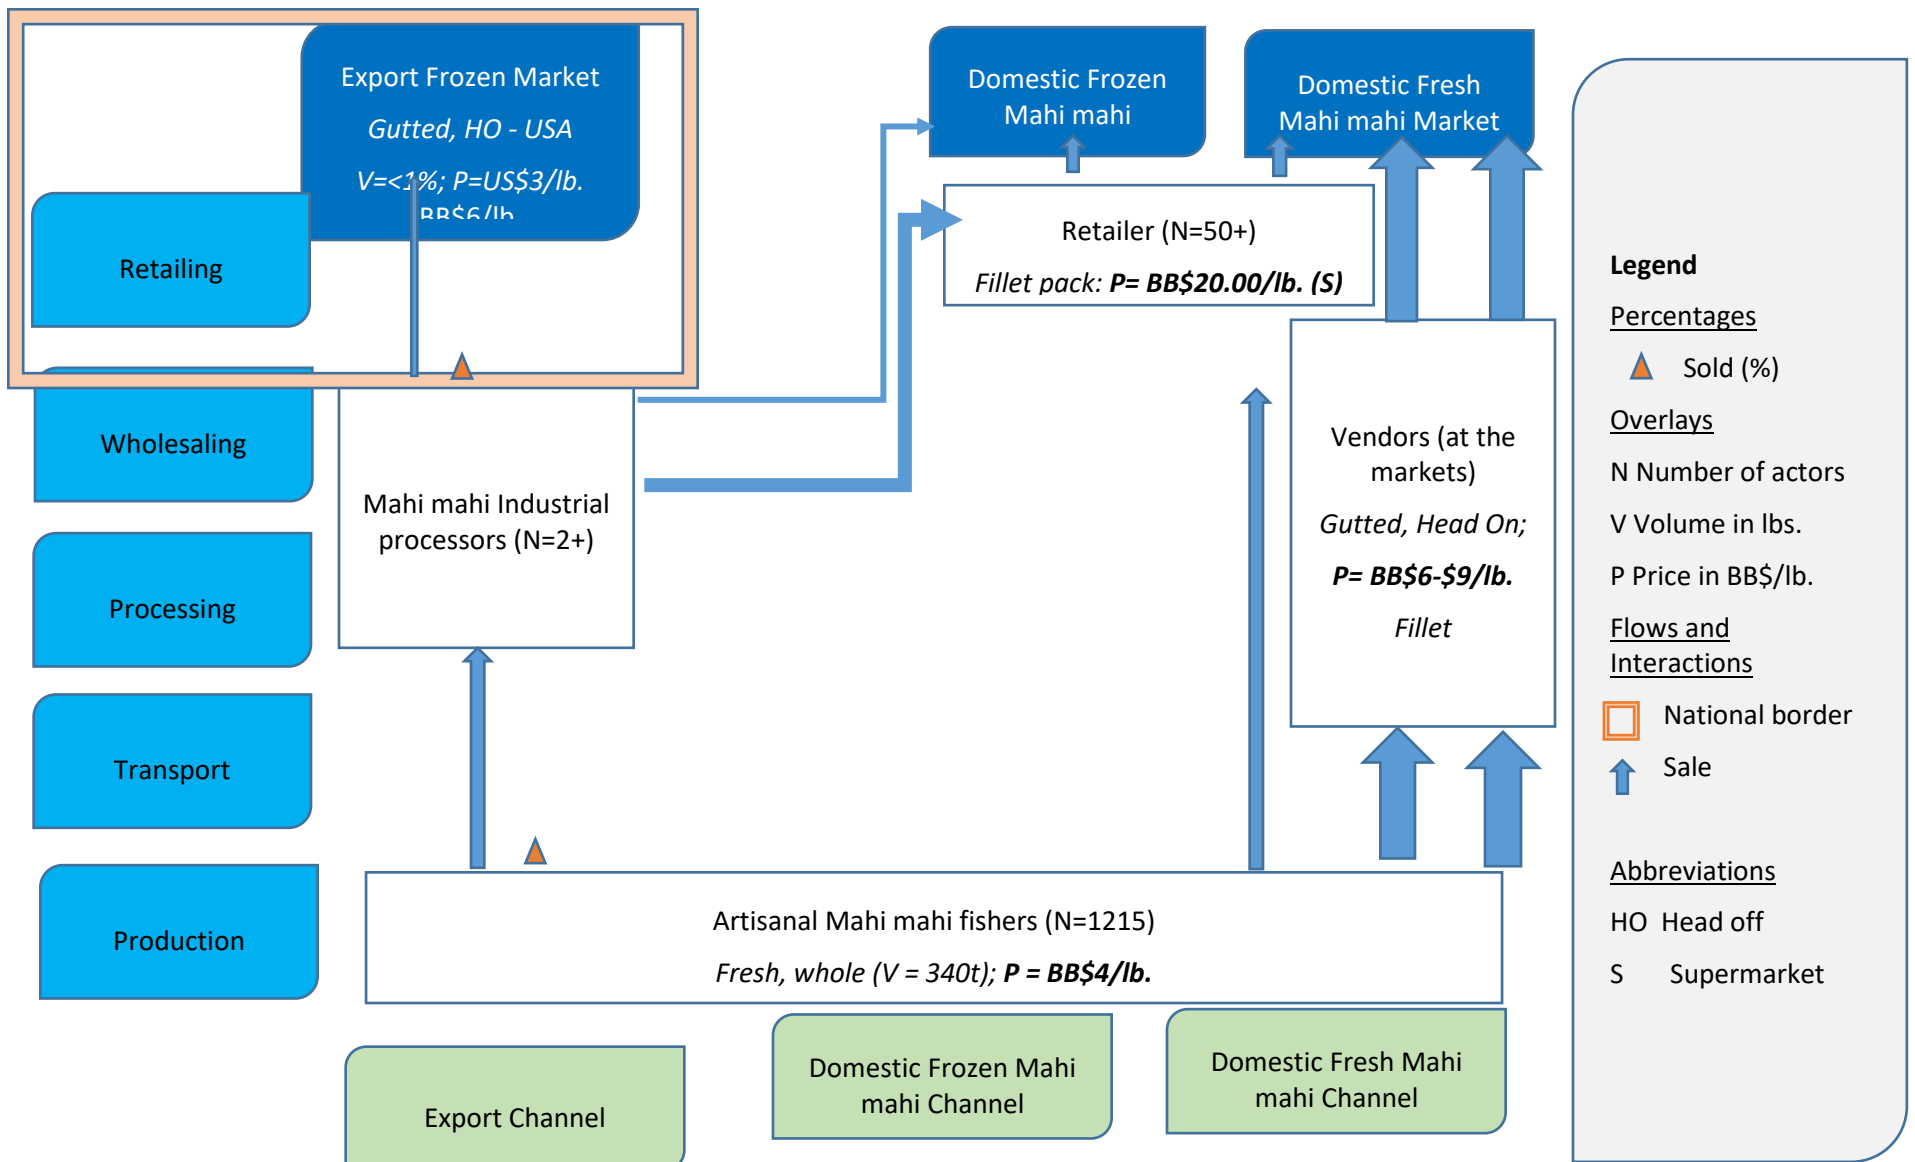 Export Frozen Market
Gutted, HO - USA
V=<1%; P=US$3/lb.
BB$6/lb
Domestic Frozen
Mahi mahi
Domestic Fresh
Mahi mahi Market
Retailing
Retailer (N=50+)
Fillet pack: P= BB$20.00/lb. (S)
Wholesaling
Mahi mahi Industrial
processors (N=2+)
Vendors (at the
markets)
Gutted, Head On;
P= BB$6-$9/lb.
Fillet
Processing
Transport
Production
Artisanal Mahi mahi fishers (N=1215)
Fresh, whole (V = 340t); P = BB$4/lb.
Export Channel
Domestic Frozen Mahi
mahi Channel
Domestic Fresh Mahi
mahi Channel
Legend
Percentages
Sold (%)
Overlays
N Number of actors
V Volume in lbs.
P Price in BB$/lb.
Flows and
Interactions
National border
Sale
Abbreviations
HO Head off
S Supermarket